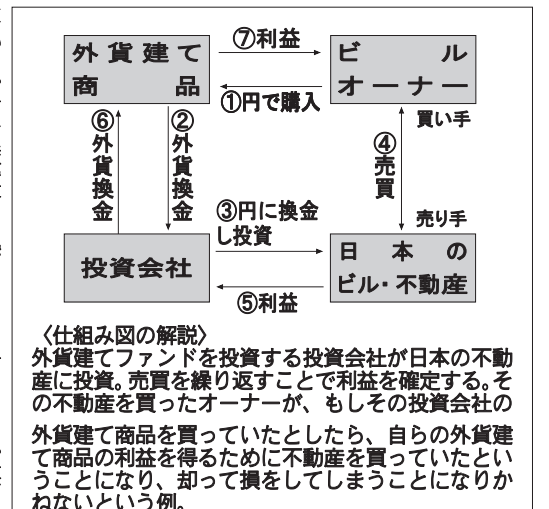 外貨建て
商品
⑦利益
ビル
オーナー
①円で購入
買い手
⑥外貨換金
②外貨換金
④売買
③円に換金
し投資
売り手
投資会社
日本の
ビル・不動産
⑤利益
〈仕組み図の解説〉
外貨建てファンドを投資する投資会社が日本の不動
産に投資。売買を繰り返すことで利益を確定する。そ
の不動産を買ったオーナーが、もしその投資会社の
外貨建て商品を買っていたとしたら、自らの外貨建
て商品の利益を得るために不動産を買っていたとい
うことになり、却って損をしてしまうことになりか
ねないという例。